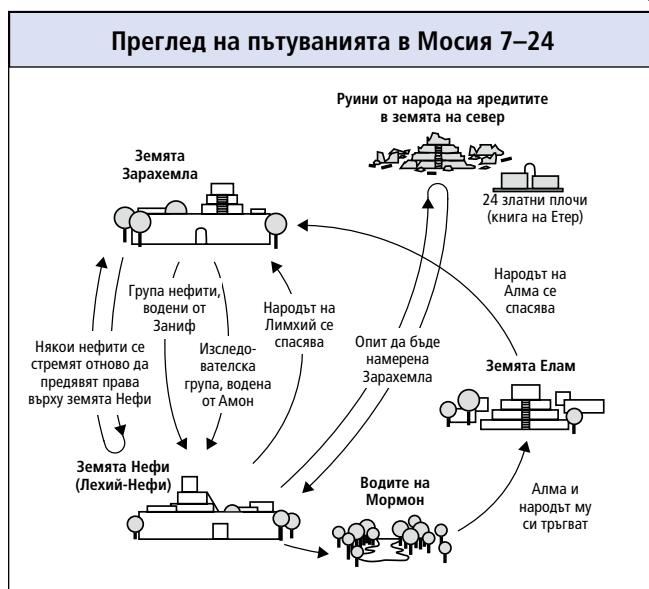 Преглед на пътуванията в Мосия 7–24
Руини от народа на яредитите
в земята на север
Земята
Зарахемла
24 златни плочи
(книга на Етер)
Народът на
Алма се
спасява
Група нефити,
водени от
Заниф
Народът на
Лимхий се
спасява
Някои нефити се
стремят отново да
предявят права
върху земята Нефи
Изследо-
вателска
група, водена
от Амон
Опит да бъде
намерена
Зарахемла
Земята Елам
Земята Нефи
(Лехий-Нефи)
Водите на
Мормон
Алма и
народът му
си тръгват